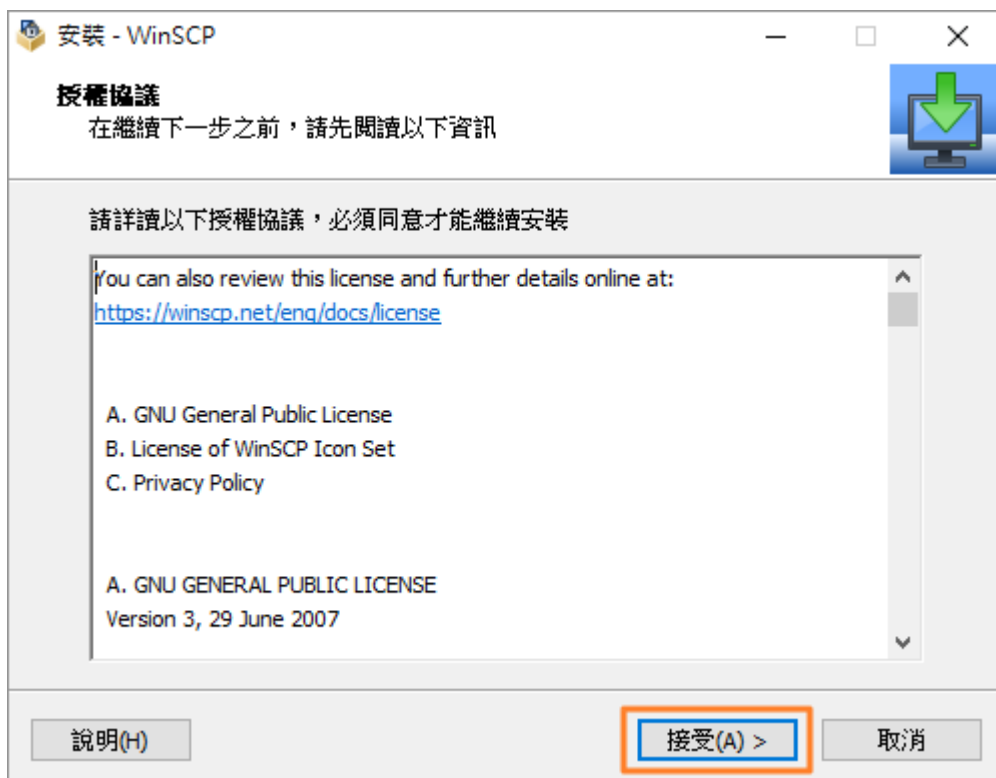 安裝 - WinSCP
授權協議
在繼續下一步之前，請先閱讀以下資訊
請詳讀以下授權協議，必須同意才能繼續安裝
You can also review this license and further details online at:
https://winscp.net/eng/docs/license
A. GNU General Public License
B. License of WinSCP Icon Set
C. Privacy Policy
A. GNU GENERAL PUBLIC LICENSE
Version 3, 29 June 2007
說明(H) 接受(A) > 取消